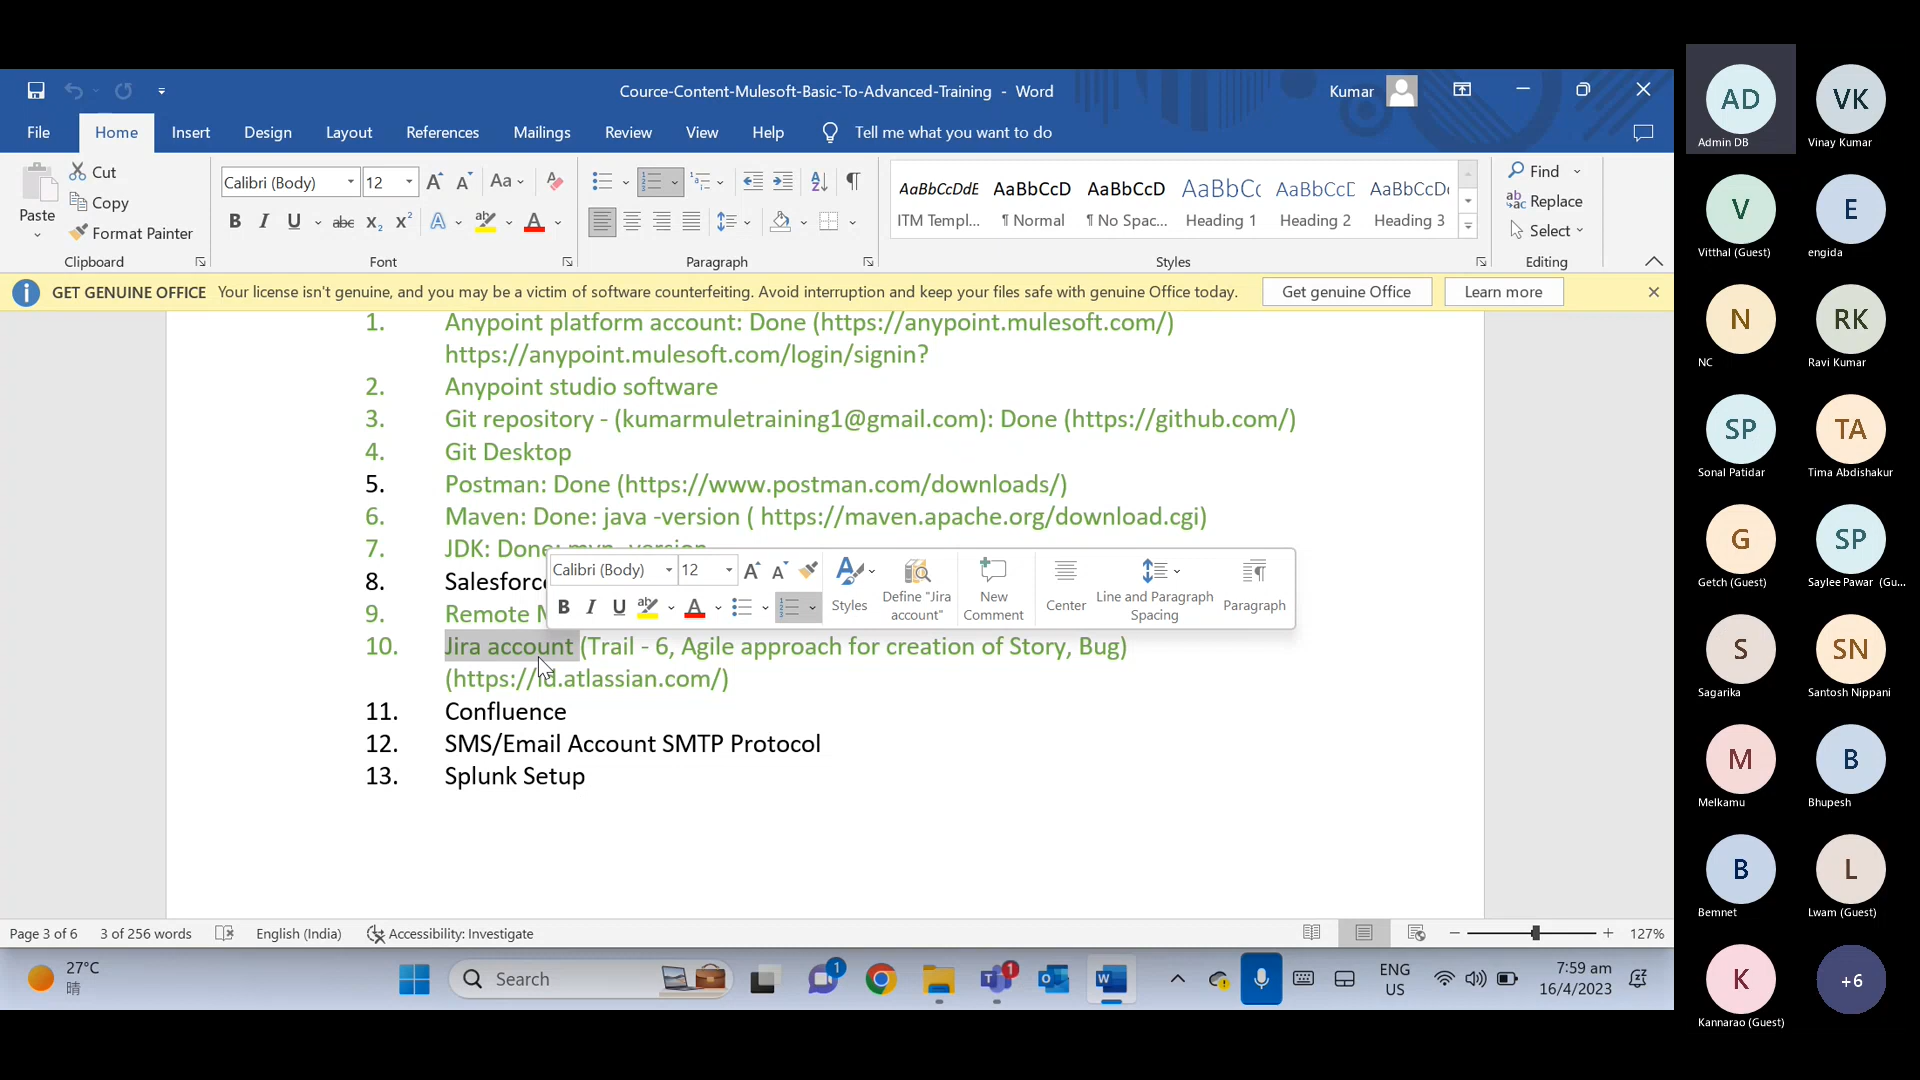 Cource-Content-Mulesoft-Basic-To-Advanced-Training - Word
Kumar
File Home Insert Design Layout References Mailings Review View Help Tell me what you want to do
Paste
Cut
Copy
Format Painter
Clipboard
Calibri (Body) 12
Font
Paragraph
AaBbCcDdE AaBbCcD AaBbCcD AaBbCc AaBbCcD AaBbCcD
ITM Templ... ¶ Normal ¶ No Spac... Heading 1 Heading 2 Heading 3
Styles
Find
Replace
Select
Editing
GET GENUINE OFFICE Your license isn't genuine, and you may be a victim of software counterfeiting. Avoid interruption and keep your files safe with genuine Office today. Get genuine Office Learn more
1. Anypoint platform account: Done (https://anypoint.mulesoft.com/)
https://anypoint.mulesoft.com/login/signin?
2. Anypoint studio software
3. Git repository - (kumarmuletraining1@gmail.com): Done (https://github.com/)
4. Git Desktop
5. Postman: Done (https://www.postman.com/downloads/)
6. Maven: Done: java -version ( https://maven.apache.org/download.cgi)
7. JDK: Done: mvn -version
8. Salesforce
9. Remote M
Calibri (Body) 12
Styles
Define "Jira account"
New Comment
Center
Line and Paragraph Spacing
Paragraph
10. Jira account (Trail - 6, Agile approach for creation of Story, Bug)
(https://id.atlassian.com/)
11. Confluence
12. SMS/Email Account SMTP Protocol
13. Splunk Setup
Page 3 of 6 3 of 256 words English (India) Accessibility: Investigate 127%
27°C
晴
Search
1
1
ENG
US
7:59 am
16/4/2023
AD
Admin DB
VK
Vinay Kumar
V
Vitthal (Guest)
E
engida
N
NC
RK
Ravi Kumar
SP
Sonal Patidar
TA
Tima Abdishakur
G
Getch (Guest)
SP
Saylee Pawar (Gu...
S
Sagarika
SN
Santosh Nippani
M
Melkamu
B
Bhupesh
B
Bemnet
L
Lwam (Guest)
K
Kannarao (Guest)
+6